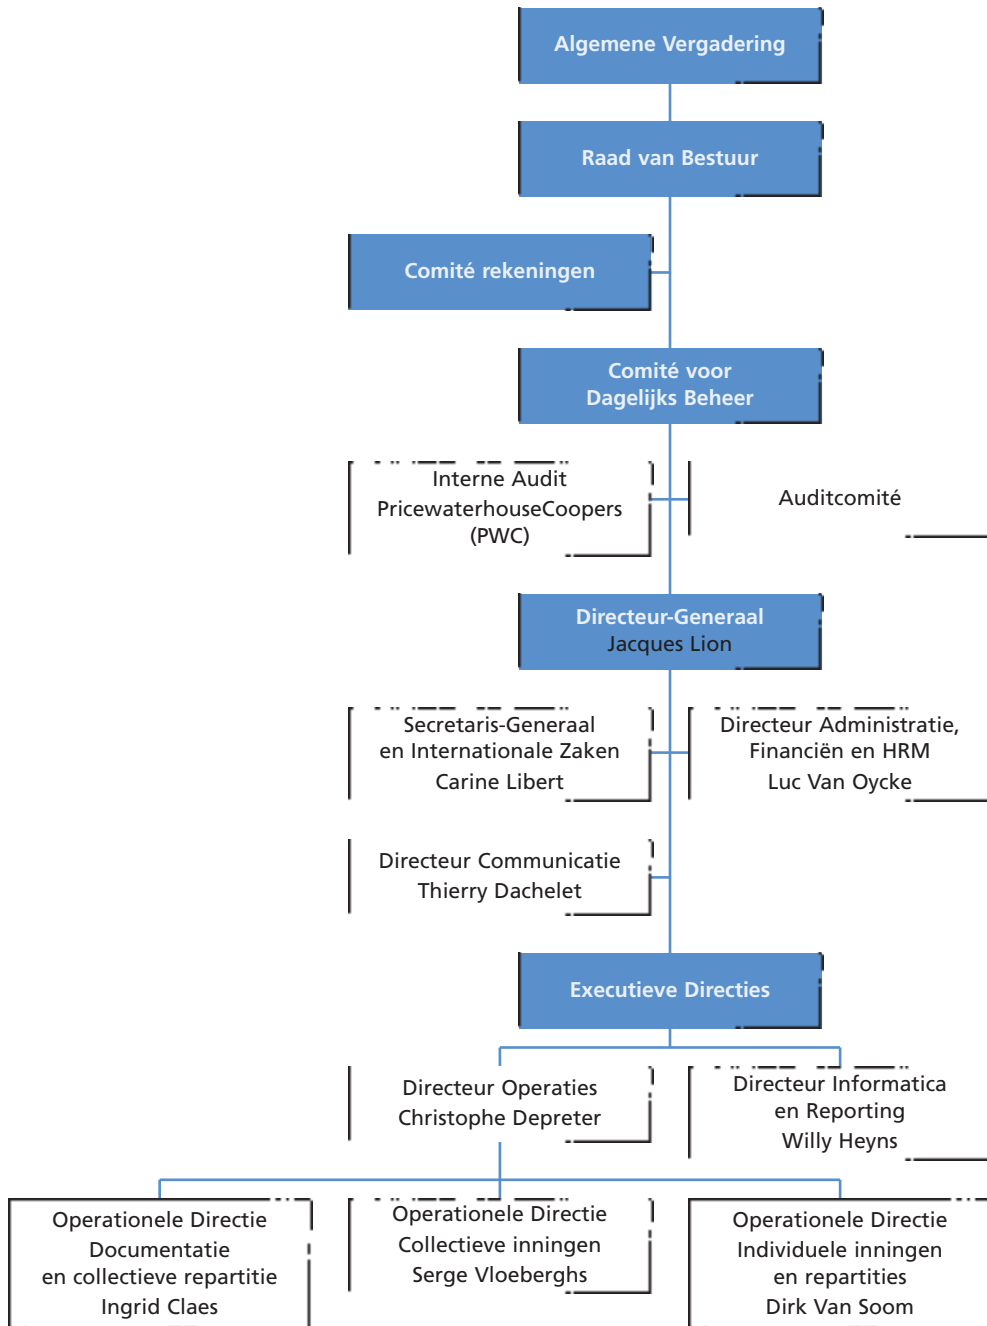 Algemene Vergadering
Raad van Bestuur
Comité rekeningen
Comité voor
Dagelijks Beheer
Interne Audit
PricewaterhouseCoopers
(PWC)
Auditcomité
Directeur-Generaal
Jacques Lion
Secretaris-Generaal
en Internationale Zaken
Carine Libert
Directeur Administratie,
Financiën en HRM
Luc Van Oycke
Directeur Communicatie
Thierry Dachelet
Executieve Directies
Directeur Operaties
Christophe Depreter
Directeur Informatica
en Reporting
Willy Heyns
Operationele Directie
Documentatie
en collectieve repartitie
Ingrid Claes
Operationele Directie
Collectieve inningen
Serge Vloeberghs
Operationele Directie
Individuele inningen
en repartities
Dirk Van Soom